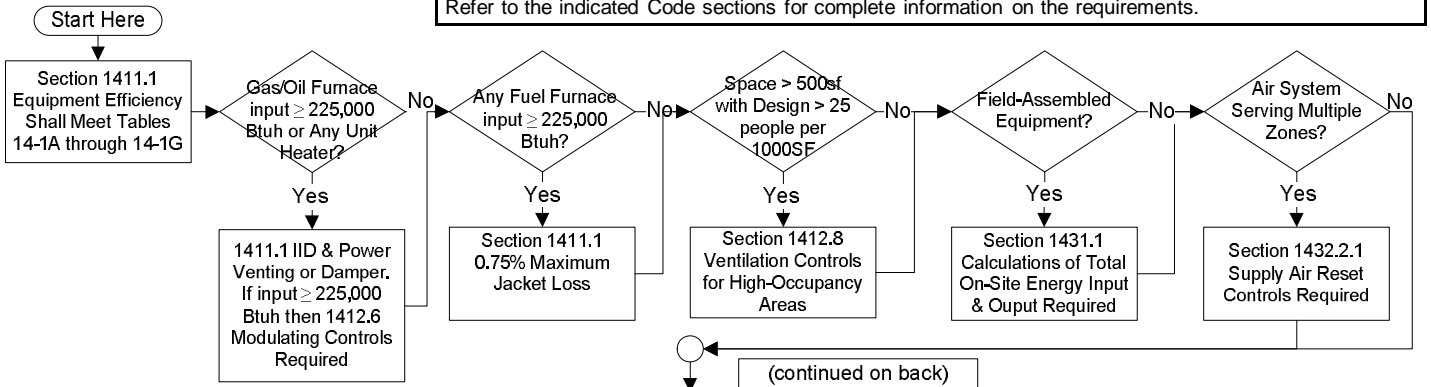 Refer to the indicated Code sections for complete information on the requirements.
Start Here
Section 1411.1
Equipment Efficiency
Shall Meet Tables
14-1A through 14-1G
Gas/Oil Furnace
input ≥ 225,000
Btuh or Any Unit
Heater?
No
Yes
1411.1 IID & Power
Venting or Damper.
If input ≥ 225,000
Btuh then 1412.6
Modulating Controls
Required
Any Fuel Furnace
input ≥ 225,000
Btuh?
No
Yes
Section 1411.1
0.75% Maximum
Jacket Loss
Space > 500sf
with Design > 25
people per
1000SF
No
Yes
Section 1412.8
Ventilation Controls
for High-Occupancy
Areas
Field-Assembled
Equipment?
No
Yes
Section 1431.1
Calculations of Total
On-Site Energy Input
& Ouput Required
Air System
Serving Multiple
Zones?
No
Yes
Section 1432.2.1
Supply Air Reset
Controls Required
(continued on back)